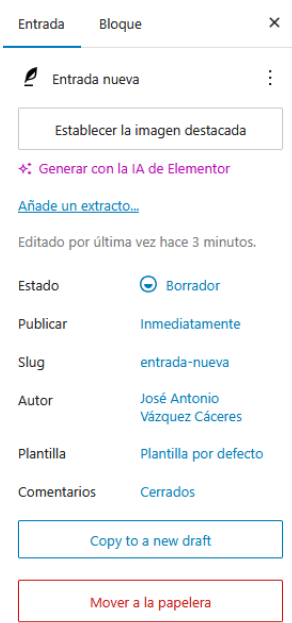 Entrada
Bloque
Entrada nueva
Establecer la imagen destacada
Generar con la IA de Elementor
Añade un extracto...
Editado por última vez hace 3 minutos.
Estado
Borrador
Publicar
Inmediatamente
Slug
entrada-nueva
Autor
José Antonio
Vázquez Cáceres
Plantilla
Plantilla por defecto
Comentarios
Cerrados
Copy to a new draft
Mover a la papelera